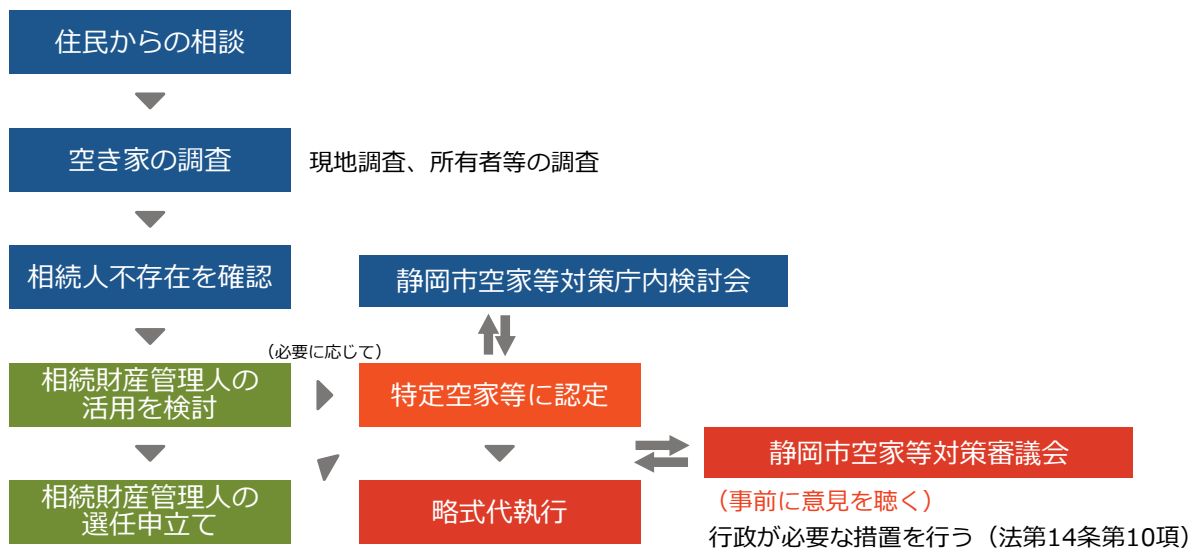 住民からの相談
空き家の調査
現地調査、所有者等の調査
相続人不存在を確認
静岡市空家等対策庁内検討会
（必要に応じて）
相続財産管理人の
活用を検討
特定空家等に認定
静岡市空家等対策審議会
相続財産管理人の
選任申立て
略式代執行
（事前に意見を聴く）
行政が必要な措置を行う（法第14条第10項）